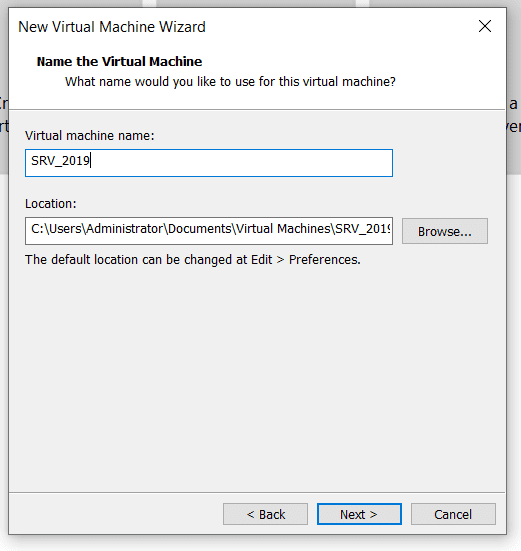 New Virtual Machine Wizard
Name the Virtual Machine
What name would you like to use for this virtual machine?
Virtual machine name:
SRV_2019
Location:
C:\Users\Administrator\Documents\Virtual Machines\SRV_2019
Browse...
The default location can be changed at Edit > Preferences.
< Back
Next >
Cancel